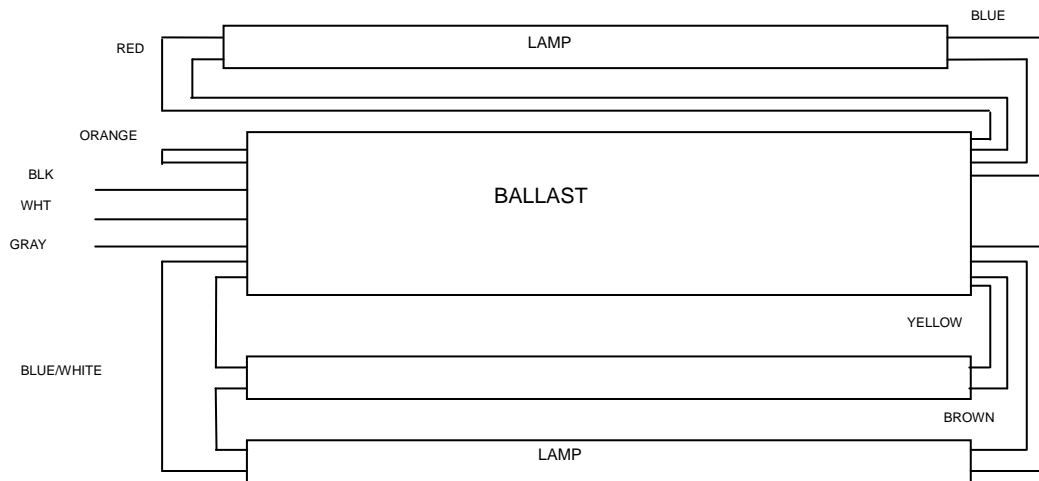 BLUE
LAMP
RED
ORANGE
BLK
BALLAST
WHT
GRAY
YELLOW
BLUE/WHITE
BROWN
LAMP